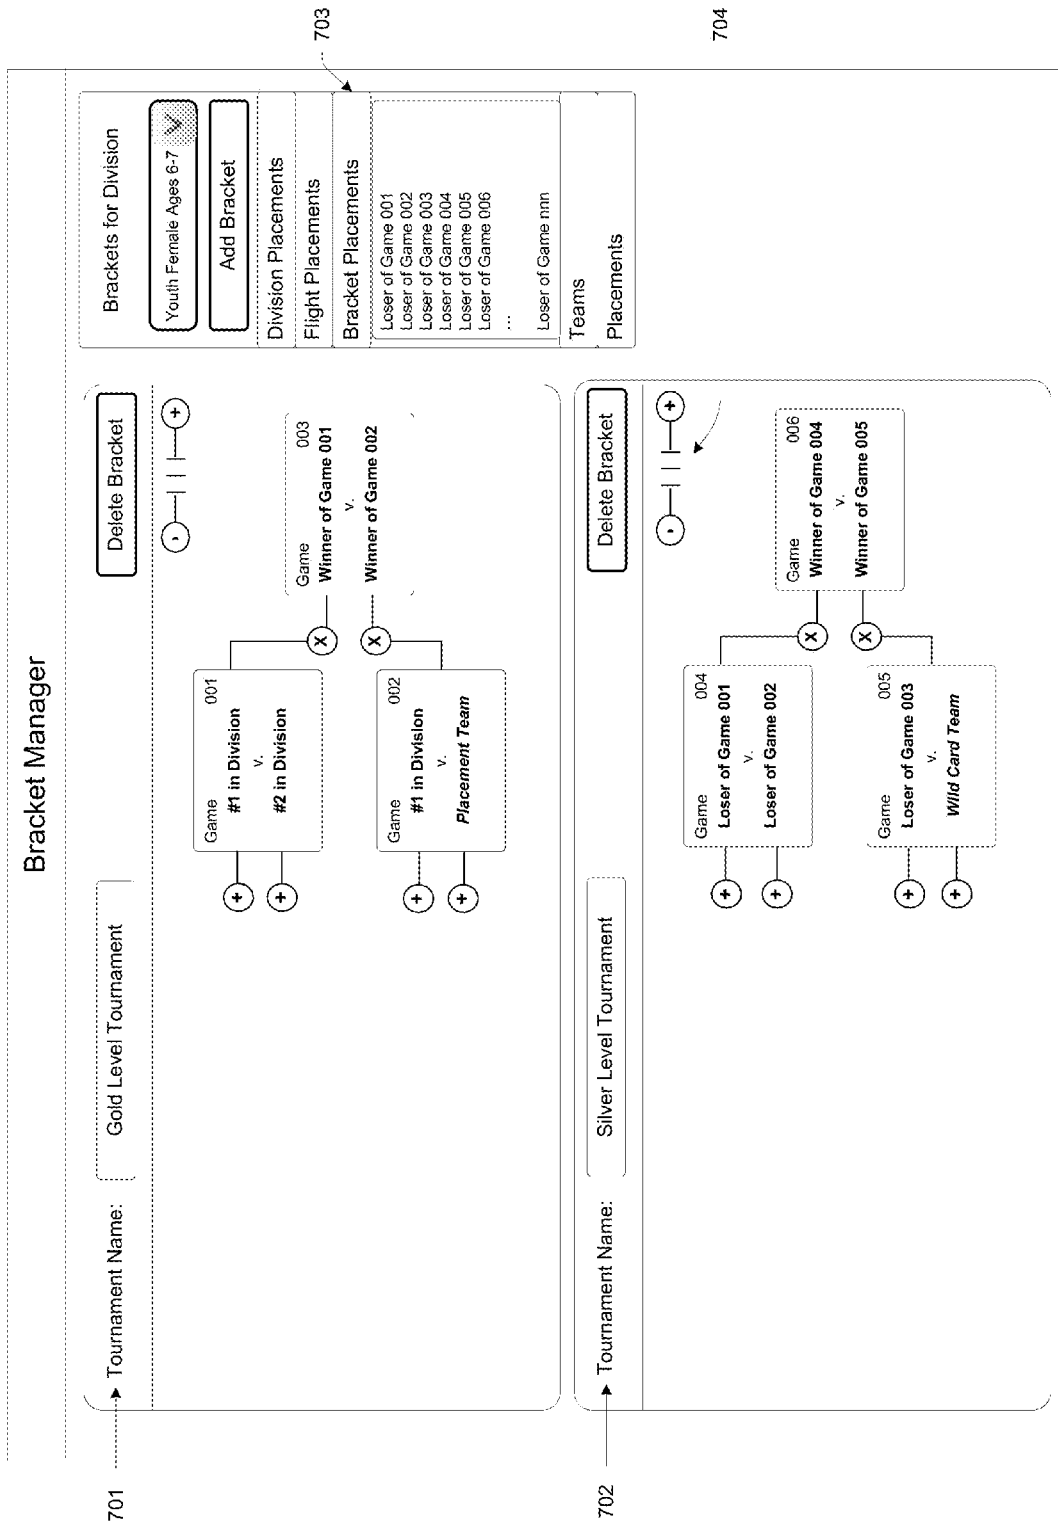 Bracket Manager
701
Tournament Name:
Gold Level Tournament
Delete Bracket
-
+
Game 001
#1 in Division
v.
#2 in Division
+
+
Game 002
#1 in Division
v.
Placement Team
+
+
X
X
Game 003
Winner of Game 001
v.
Winner of Game 002
702
Tournament Name:
Silver Level Tournament
Delete Bracket
-
+
Game 004
Loser of Game 001
v.
Loser of Game 002
+
+
Game 005
Loser of Game 003
v.
Wild Card Team
+
+
X
X
Game 006
Winner of Game 004
v.
Winner of Game 005
Brackets for Division
Youth Female Ages 6-7
Add Bracket
Division Placements
Flight Placements
Bracket Placements
Loser of Game 001
Loser of Game 002
Loser of Game 003
Loser of Game 004
Loser of Game 005
Loser of Game 006
...
Loser of Game nnn
Teams
Placements
703
704